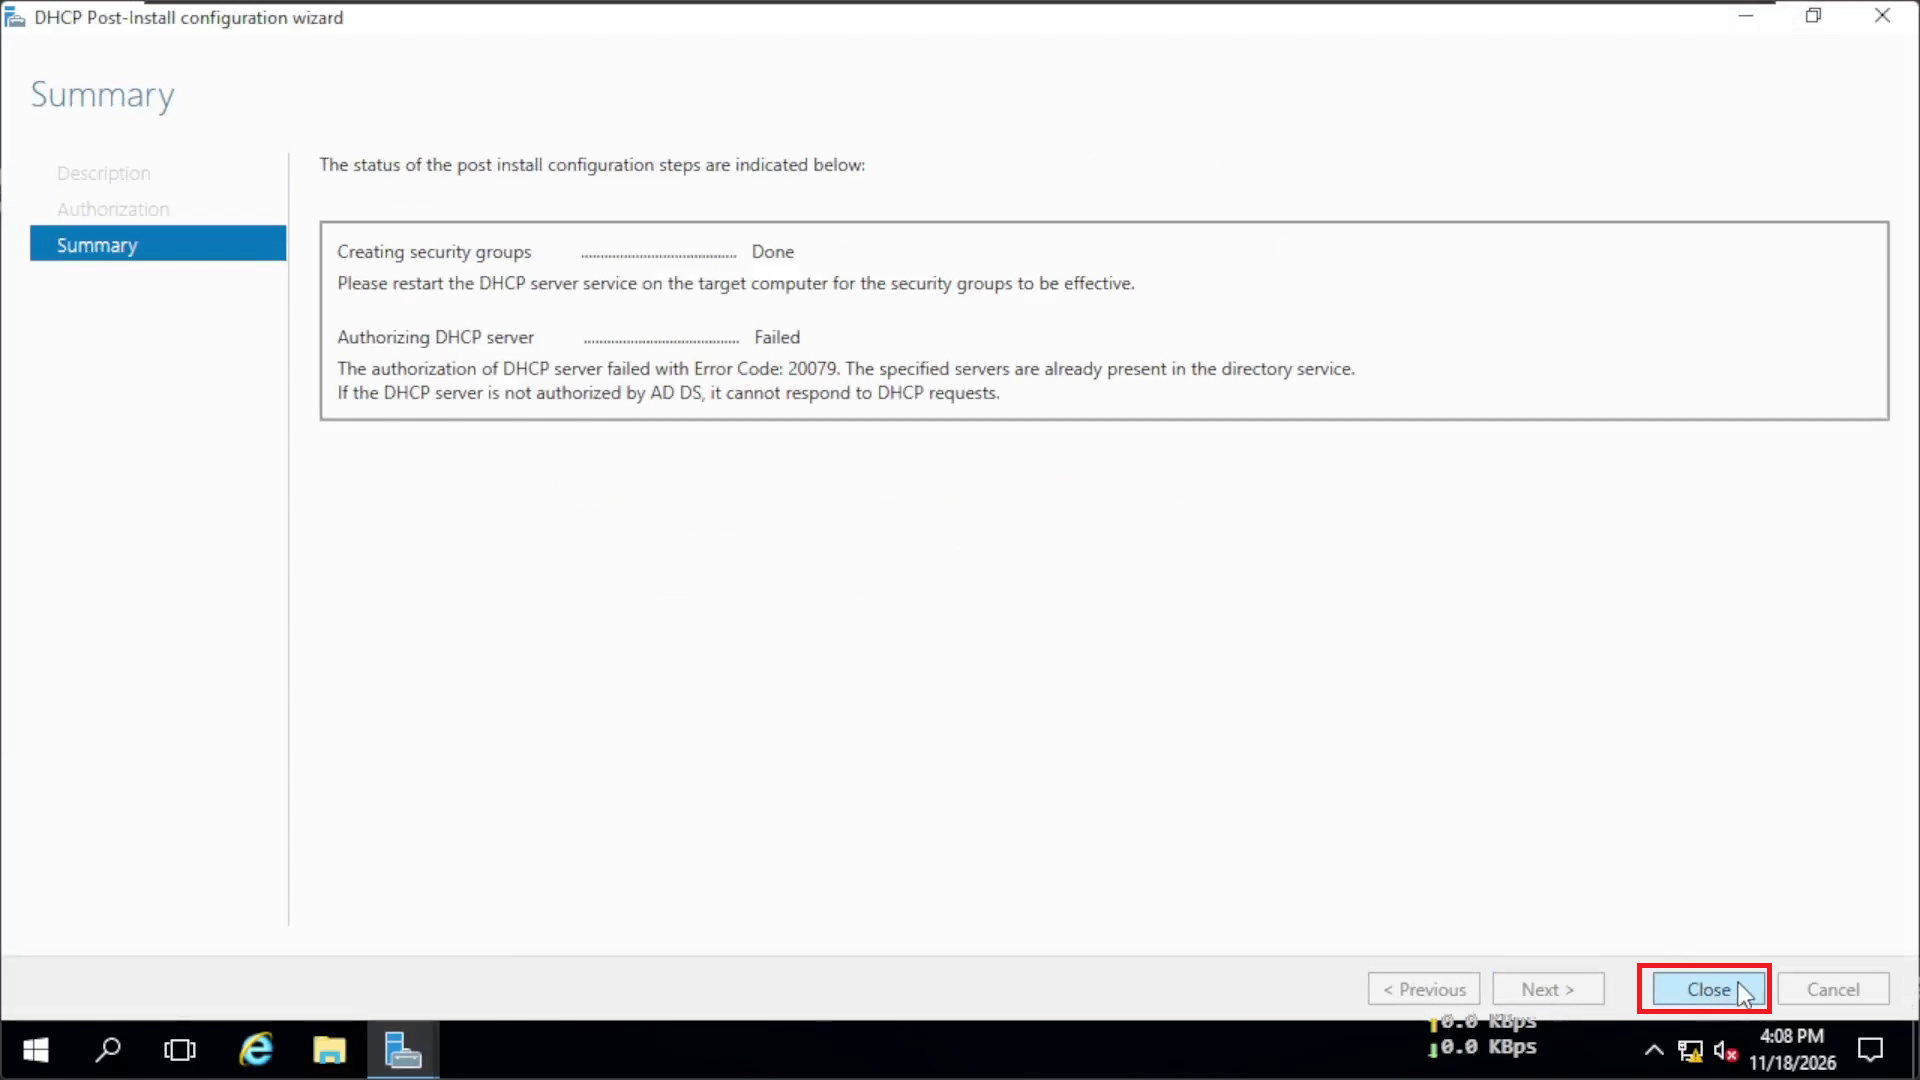 DHCP Post-Install configuration wizard
Summary
Description
Authorization
Summary
The status of the post install configuration steps are indicated below:
Creating security groups ........................................ Done
Please restart the DHCP server service on the target computer for the security groups to be effective.
Authorizing DHCP server ........................................ Failed
The authorization of DHCP server failed with Error Code: 20079. The specified servers are already present in the directory service.
If the DHCP server is not authorized by AD DS, it cannot respond to DHCP requests.
< Previous
Next >
Close
Cancel
0.0 KBps
0.0 KBps
4:08 PM
11/18/2026